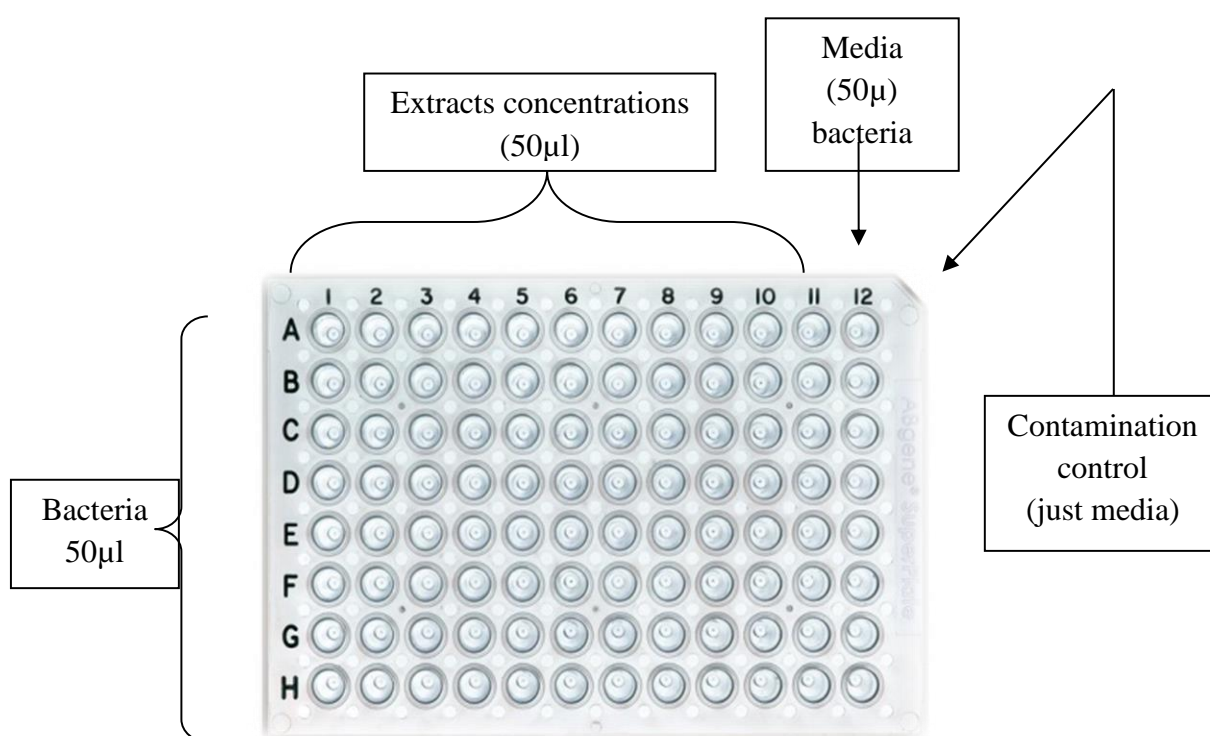 Media
(50µ)
bacteria
Extracts concentrations
(50µl)
1 2 3 4 5 6 7 8 9 10 11 12
A
B
C
D
E
F
G
H
Bacteria
50µl
Contamination
control
(just media)